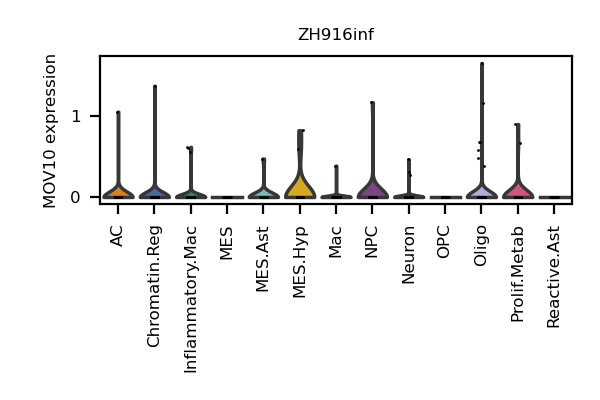 ZH916inf
MOV10 expression
1
0
AC
Chromatin.Reg
Inflammatory.Mac
MES
MES.Ast
MES.Hyp
Mac
NPC
Neuron
OPC
Oligo
Prolif.Metab
Reactive.Ast